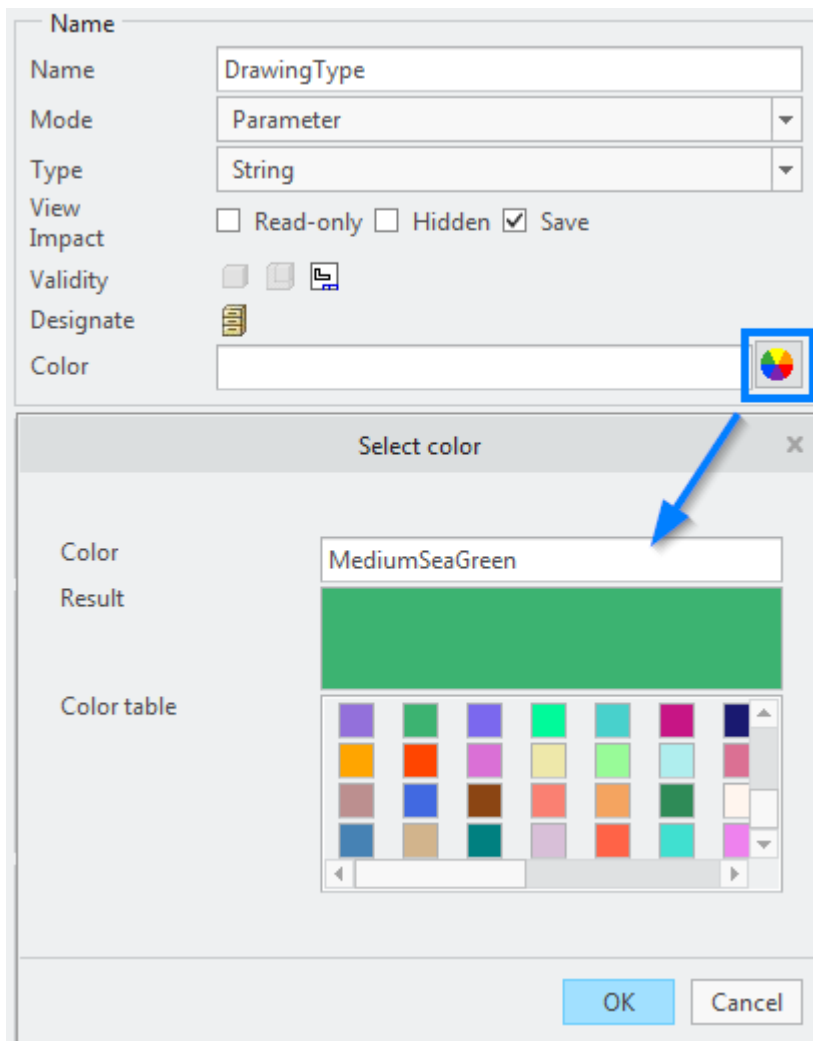 Name
Name DrawingType
Mode Parameter
Type String
View Impact Read-only Hidden Save
Validity
Designate
Color
Select color
Color MediumSeaGreen
Result
Color table
OK Cancel